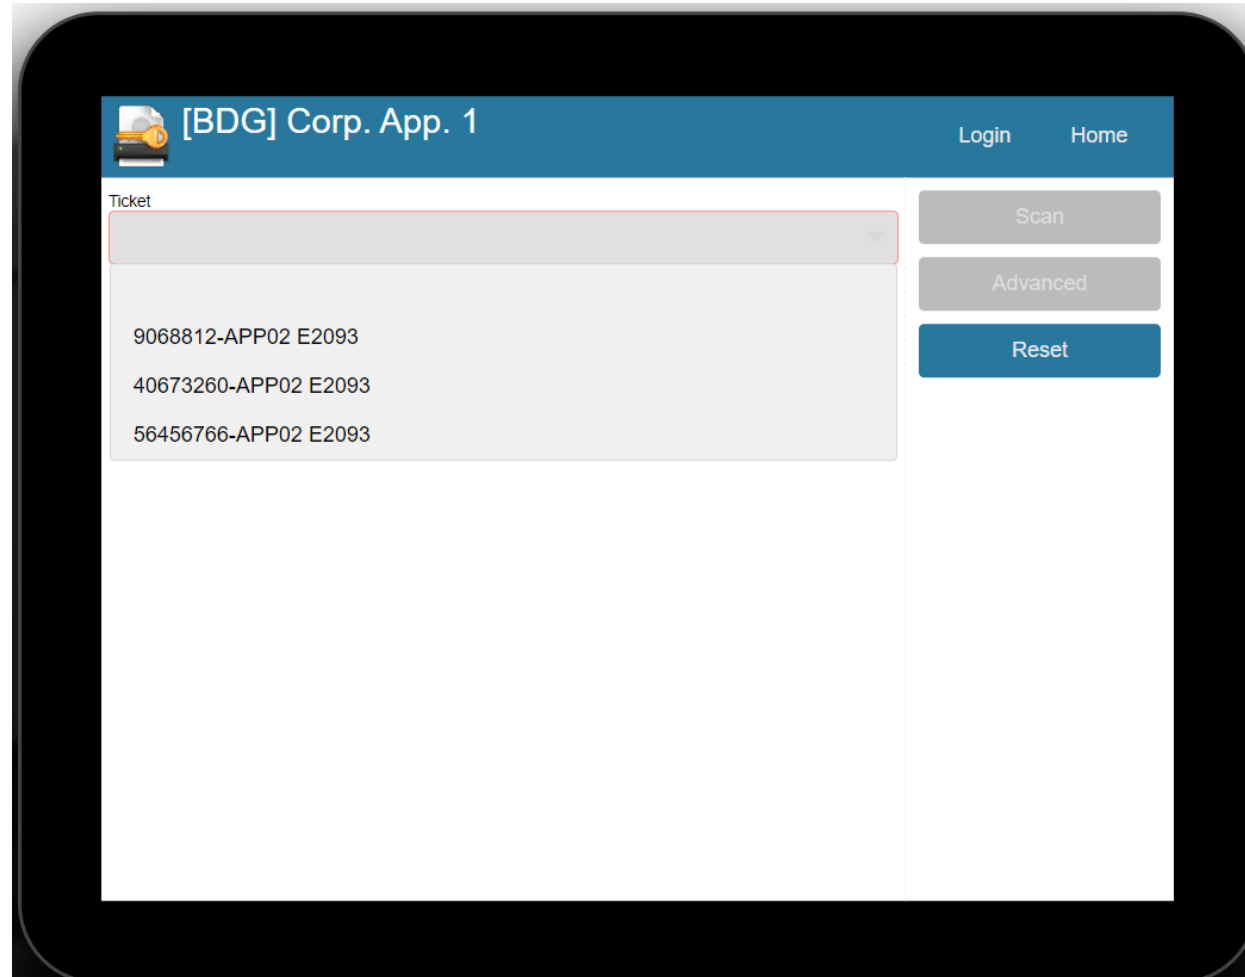 [BDG] Corp. App. 1
Login Home
Ticket
9068812-APP02 E2093
40673260-APP02 E2093
56456766-APP02 E2093
Scan
Advanced
Reset